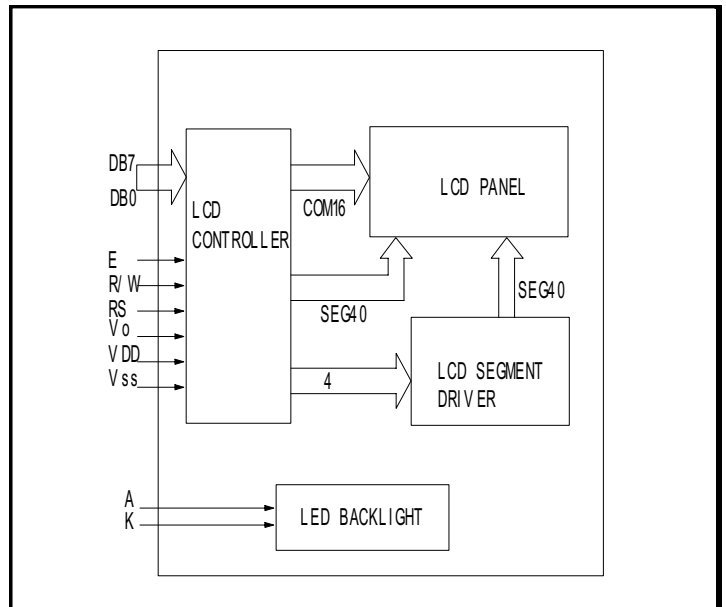 DB7
DB0
LCD
CONTROLLER
COM16
LCD PANEL
E
R/W
RS
Vo
VDD
Vss
SEG40
SEG40
4
LCD SEGMENT
DRIVER
A
K
LED BACKLIGHT